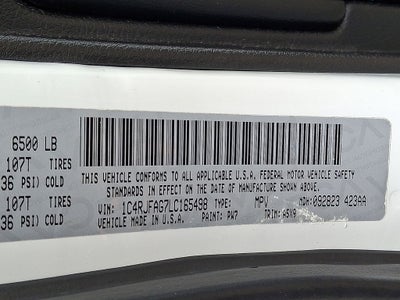 6500 LB
107T TIRES
36 PSI) COLD
107T TIRES
36 PSI) COLD
THIS VEHICLE CONFORMS TO ALL APPLICABLE U.S.A. FEDERAL MOTOR VEHICLE SAFETY
STANDARDS IN EFFECT ON THE DATE OF MANUFACTURE SHOWN ABOVE.
VIN: 1C4RJFAG7LC165498 TYPE: MPV MDH: 092823 423AA
MADE IN U.S.A. PAINT: PW7 TRIM: A5X9